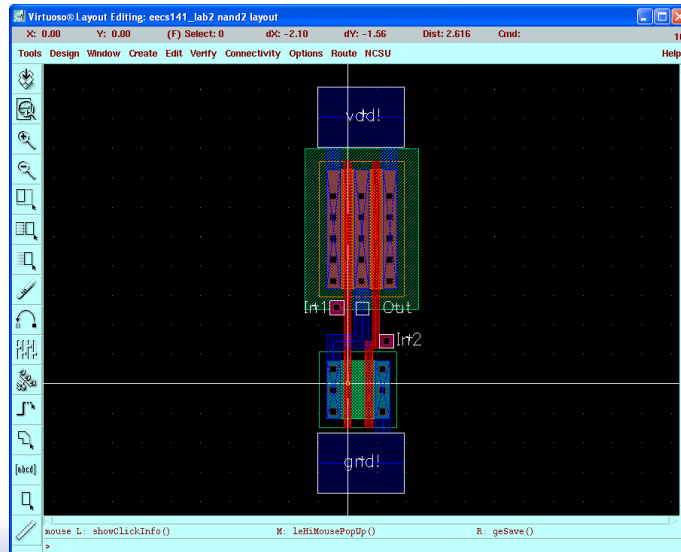 Virtuoso® Layout Editing: eecs141_lab2 nand2 layout
X: 0.00 Y: 0.00 (F) Select: 0 dX: -2.10 dY: -1.56 Dist: 2.616 Cmd:
Tools Design Window Create Edit Verify Connectivity Options Route NCSU Help
vdd!
In1 Out
In2
[abcd]
gnd!
mouse L: showClickInfo() M: leHiMousePopUp() R: geSave()
>